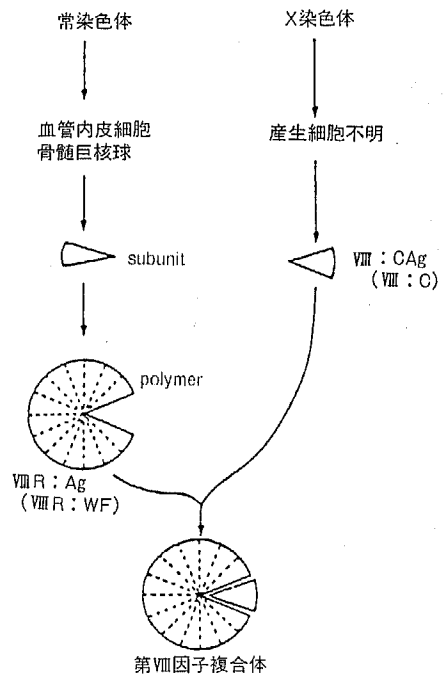 常染色体
X染色体
血管内皮細胞
骨髄巨核球
産生細胞不明
subunit
Ⅷ：CAg
(Ⅷ：C)
polymer
ⅧR：Ag
(ⅧR：WF)
第Ⅷ因子複合体